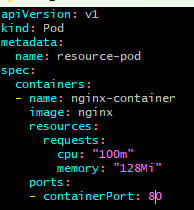 apiVersion: v1
kind: Pod
metadata:
  name: resource-pod
spec:
  containers:
  - name: nginx-container
    image: nginx
    resources:
      requests:
        cpu: "100m"
        memory: "128Mi"
    ports:
    - containerPort: 80